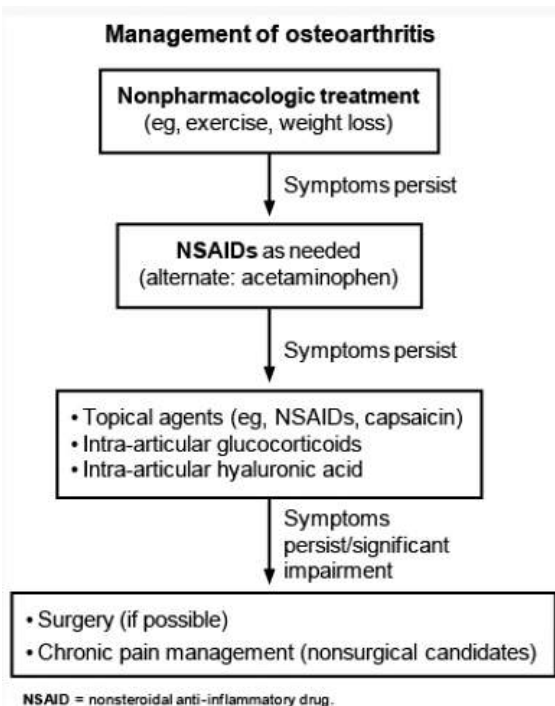 Management of osteoarthritis
Nonpharmacologic treatment
(eg, exercise, weight loss)
Symptoms persist
NSAIDs as needed
(alternate: acetaminophen)
Symptoms persist
• Topical agents (eg, NSAIDs, capsaicin)
• Intra-articular glucocorticoids
• Intra-articular hyaluronic acid
Symptoms
persist/significant
impairment
• Surgery (if possible)
• Chronic pain management (nonsurgical candidates)
NSAID = nonsteroidal anti-inflammatory drug.